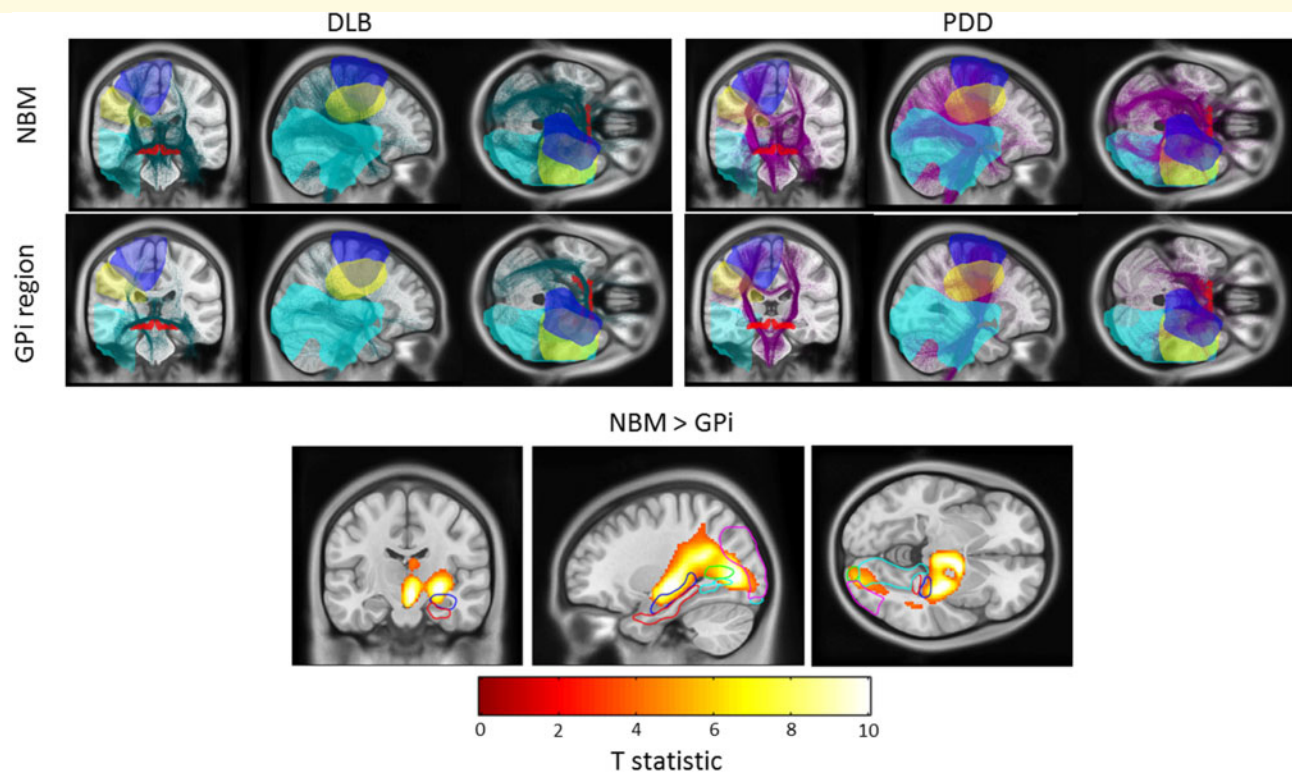 DLB
PDD
NBM
GPi region
NBM > GPi
0 2 4 6 8 10
T statistic